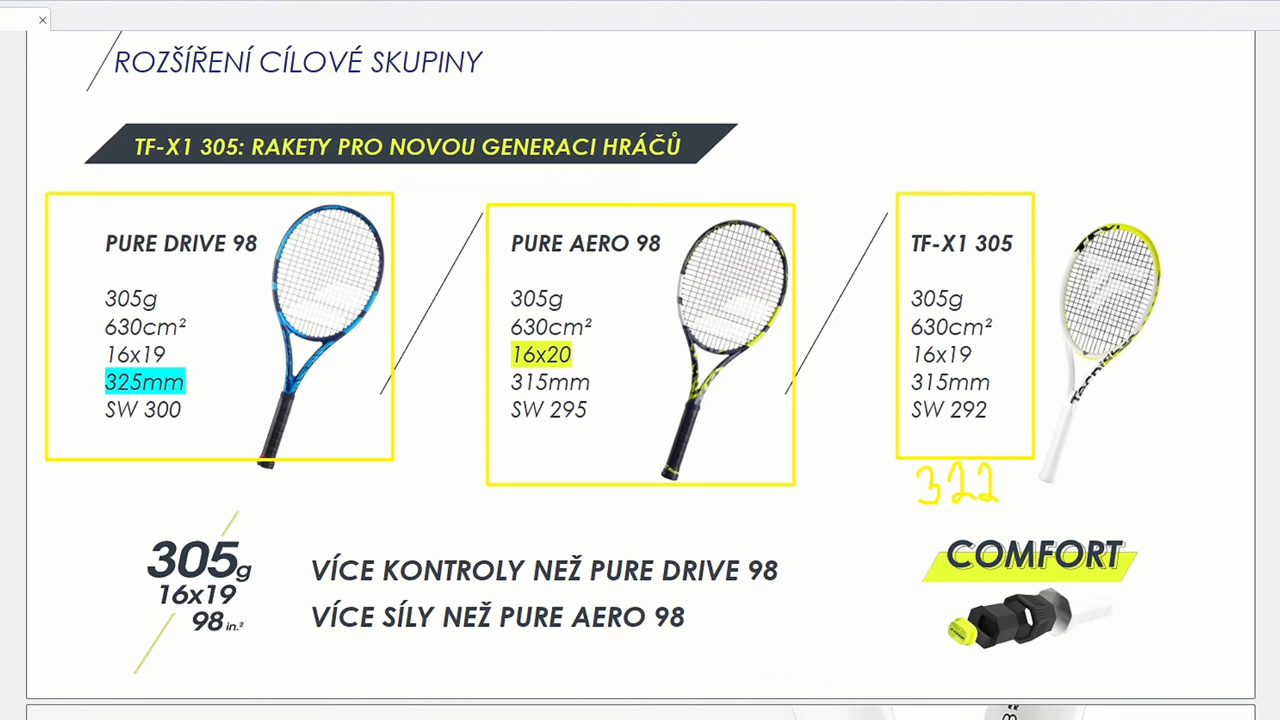 ROZŠÍŘENÍ CÍLOVÉ SKUPINY
TF-X1 305: RAKETY PRO NOVOU GENERACI HRÁČŮ
PURE DRIVE 98
305g
630cm²
16x19
325mm
SW 300
PURE AERO 98
305g
630cm²
16x20
315mm
SW 295
TF-X1 305
305g
630cm²
16x19
315mm
SW 292
322
305g
16x19
98 in.²
VÍCE KONTROLY NEŽ PURE DRIVE 98
VÍCE SÍLY NEŽ PURE AERO 98
COMFORT